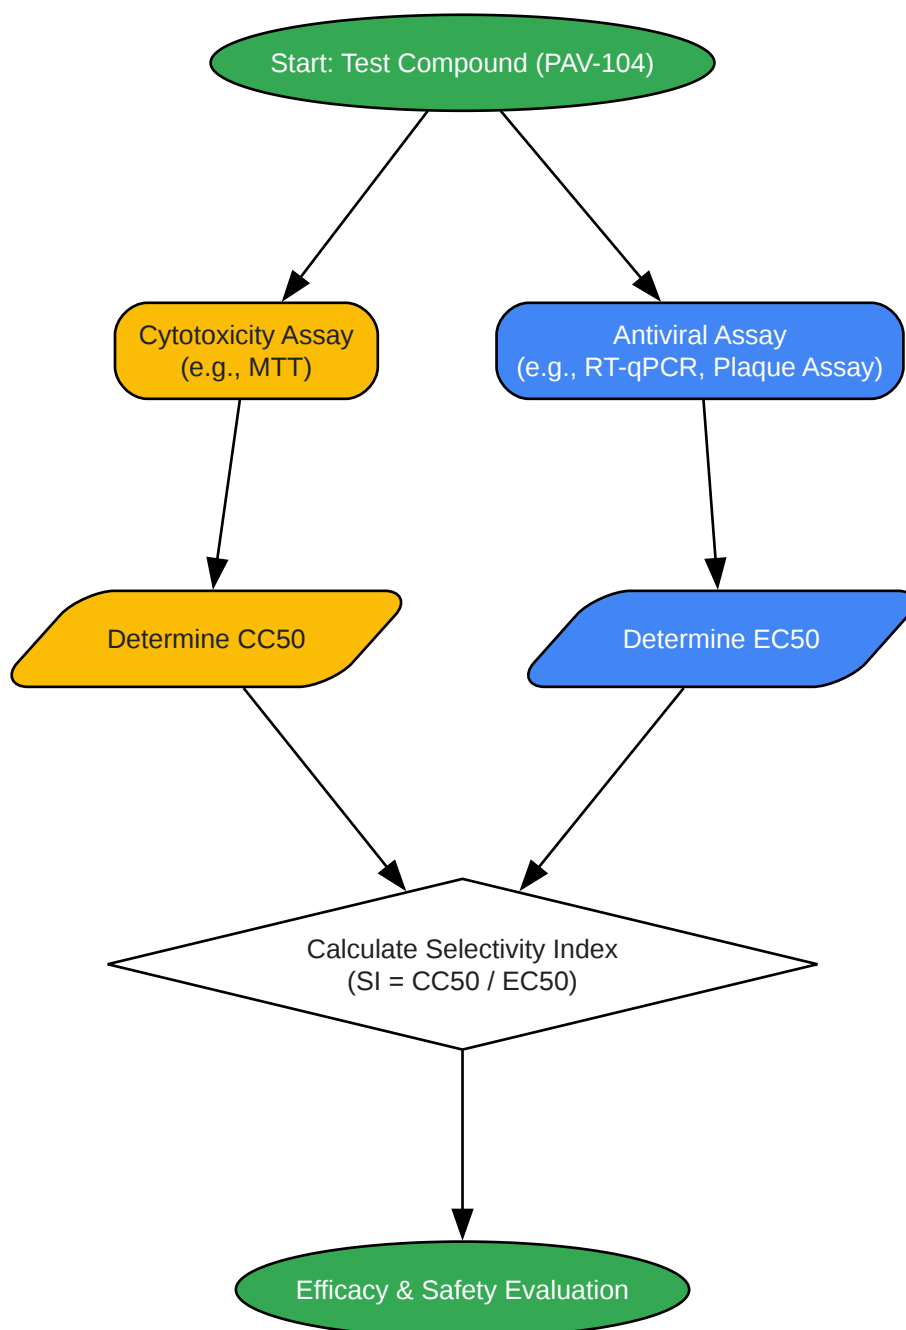 Start: Test Compound (PAV-104)
Cytotoxicity Assay
(e.g., MTT)
Antiviral Assay
(e.g., RT-qPCR, Plaque Assay)
Determine CC50
Determine EC50
Calculate Selectivity Index
(SI = CC50 / EC50)
Efficacy & Safety Evaluation